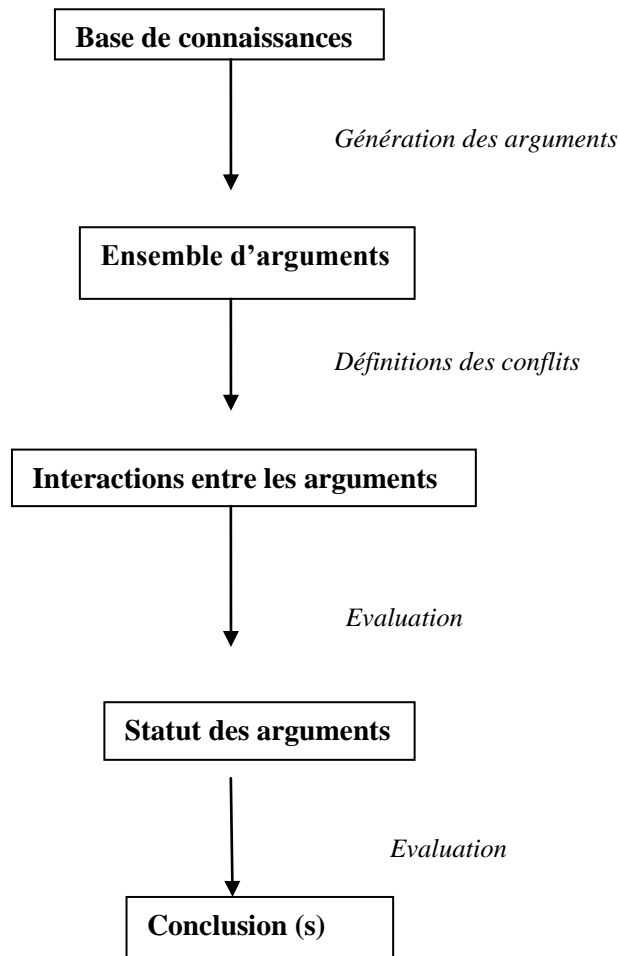 Base de connaissances
Génération des arguments
Ensemble d'arguments
Définitions des conflits
Interactions entre les arguments
Evaluation
Statut des arguments
Evaluation
Conclusion (s)